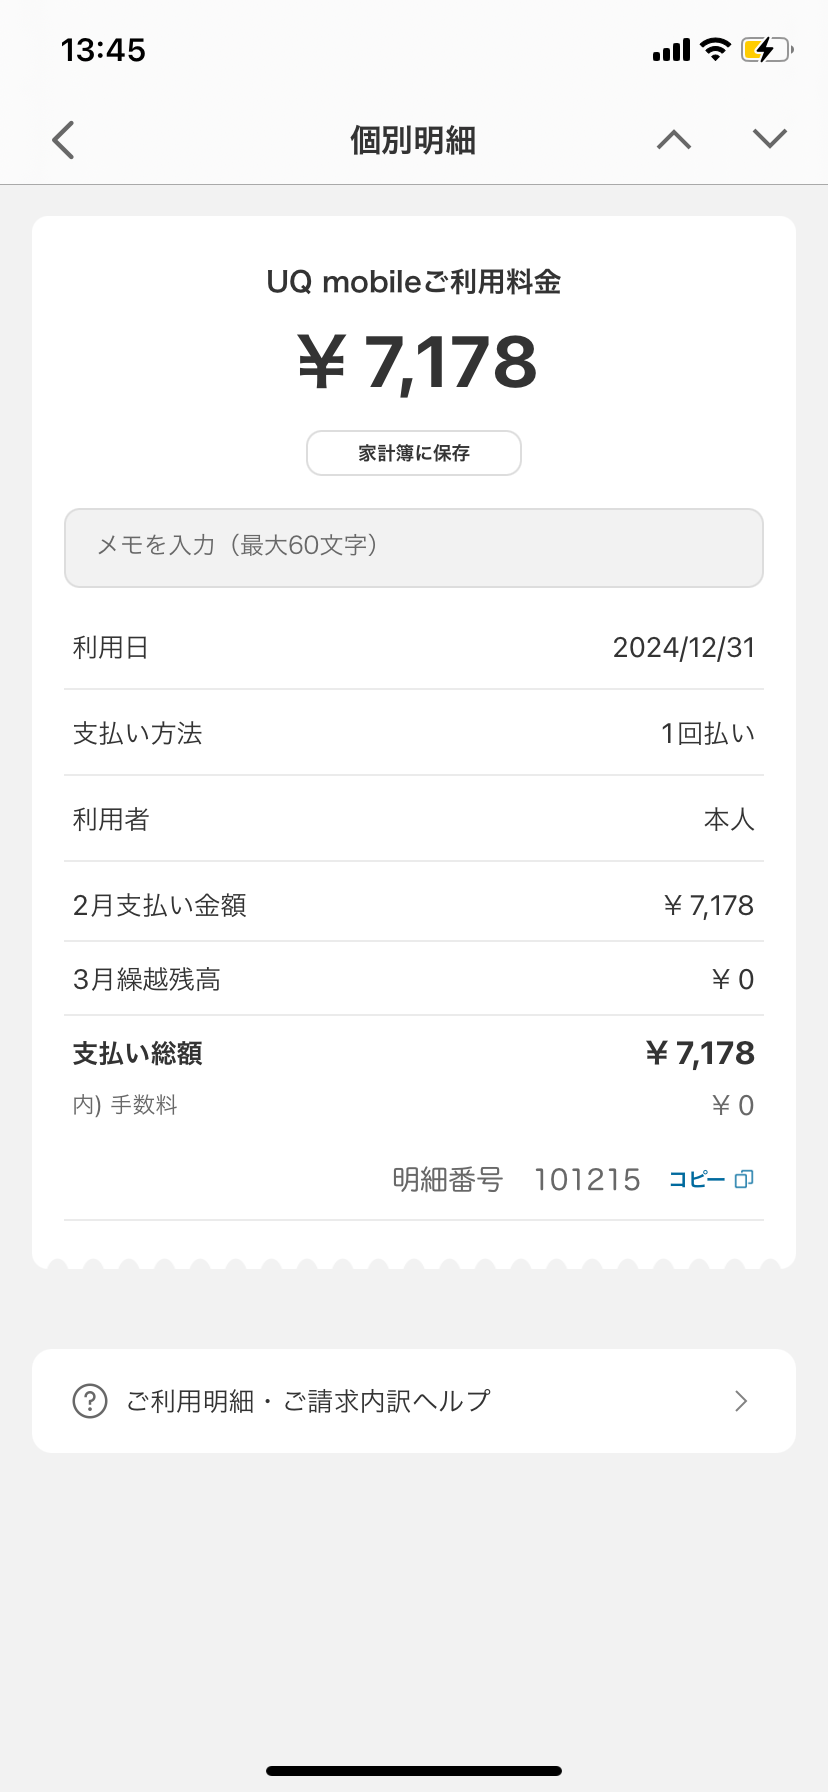 13:45
個別明細
UQ mobileご利用料金
￥7,178
家計簿に保存
メモを入力（最大60文字）
利用日 2024/12/31
支払い方法 1回払い
利用者 本人
2月支払い金額 ￥7,178
3月繰越残高 ￥0
支払い総額 ￥7,178
内) 手数料 ￥0
明細番号 101215 コピー
ご利用明細・ご請求内訳ヘルプ